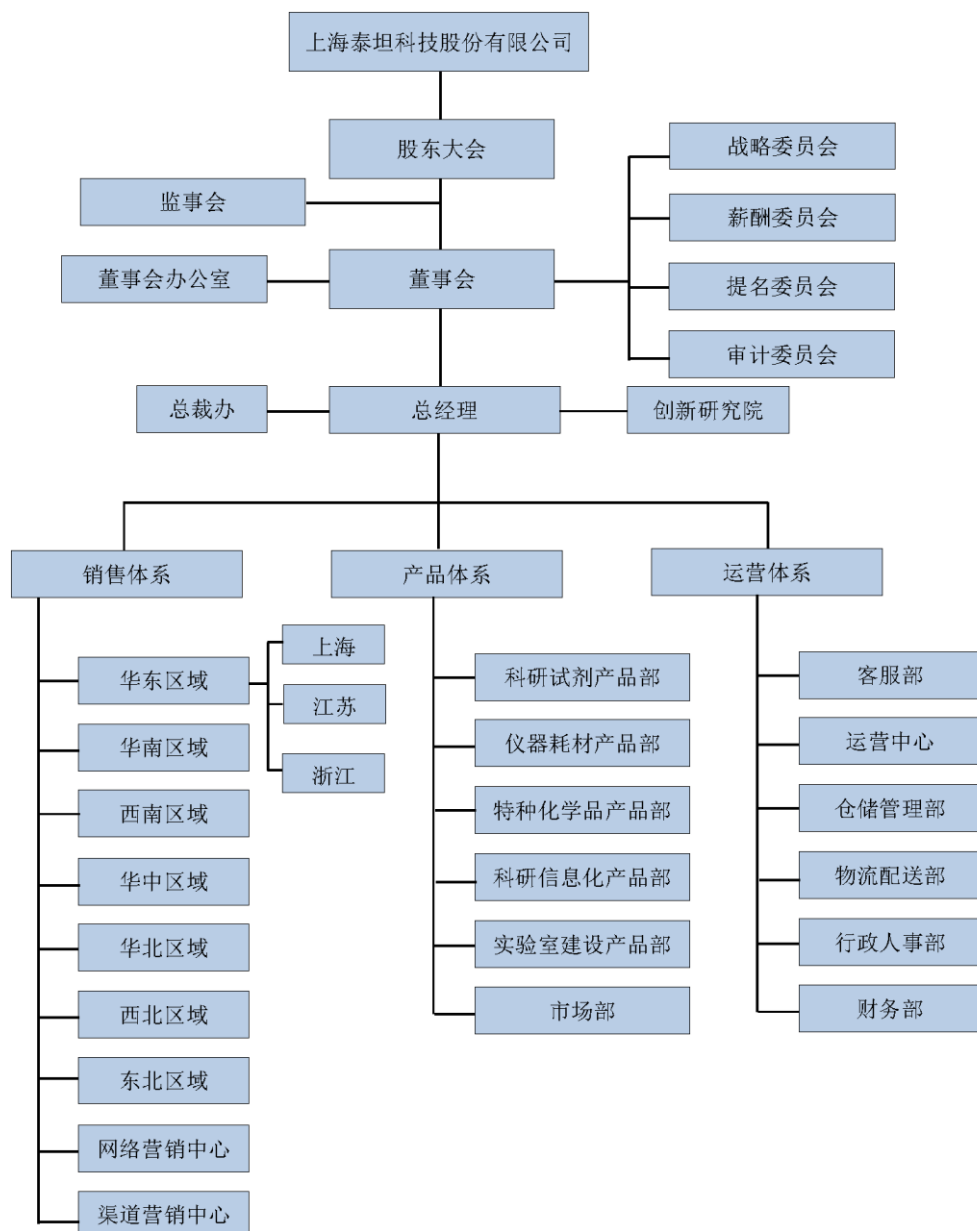 上海泰坦科技股份有限公司
股东大会
战略委员会
监事会
薪酬委员会
董事会办公室
董事会
提名委员会
审计委员会
总裁办
总经理
创新研究院
销售体系
产品体系
运营体系
华东区域
上海
江苏
浙江
华南区域
西南区域
华中区域
华北区域
西北区域
东北区域
网络营销中心
渠道营销中心
科研试剂产品部
仪器耗材产品部
特种化学品产品部
科研信息化产品部
实验室建设产品部
市场部
客服部
运营中心
仓储管理部
物流配送部
行政人事部
财务部